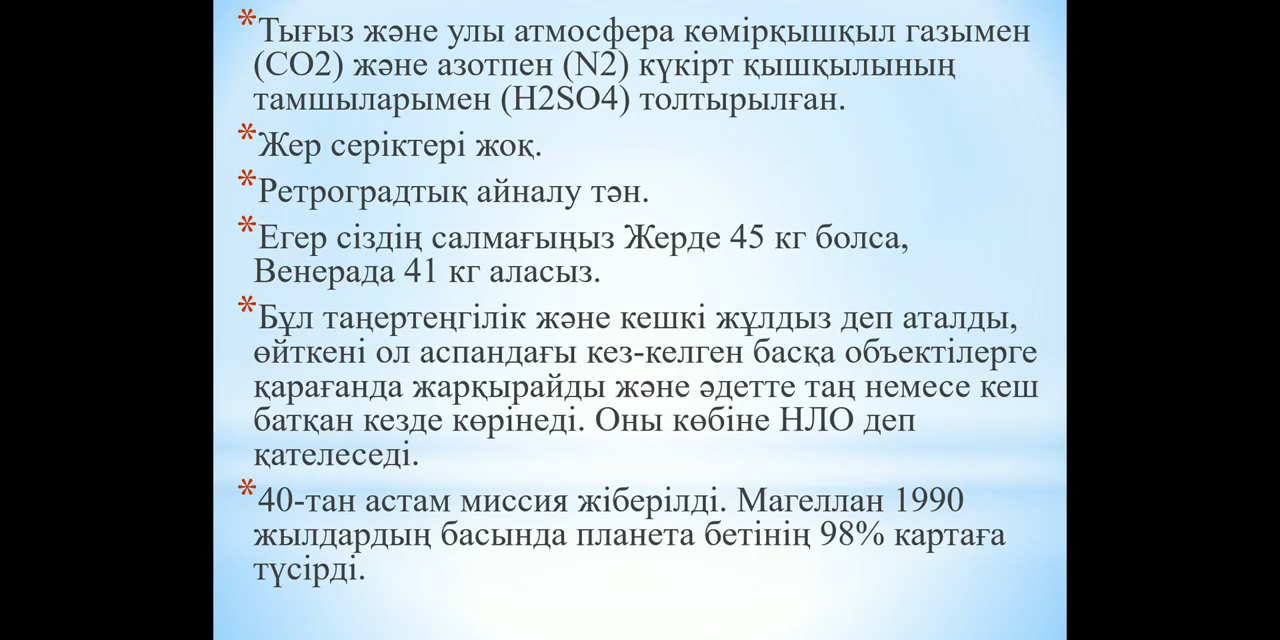 *Тығыз және улы атмосфера көмірқышқыл газымен
(CO2) және азотпен (N2) күкірт қышқылының
тамшыларымен (H2SO4) толтырылған.
*Жер серіктері жоқ.
*Ретроградтық айналу тән.
*Егер сіздің салмағыңыз Жерде 45 кг болса,
Венерада 41 кг аласыз.
*Бұл таңертеңгілік және кешкі жұлдыз деп аталды,
өйткені ол аспандағы кез-келген басқа объектілерге
қарағанда жарқырайды және әдетте таң немесе кеш
батқан кезде көрінеді. Оны көбіне НЛО деп
қателеседі.
*40-тан астам миссия жіберілді. Магеллан 1990
жылдардың басында планета бетінің 98% картаға
түсірді.